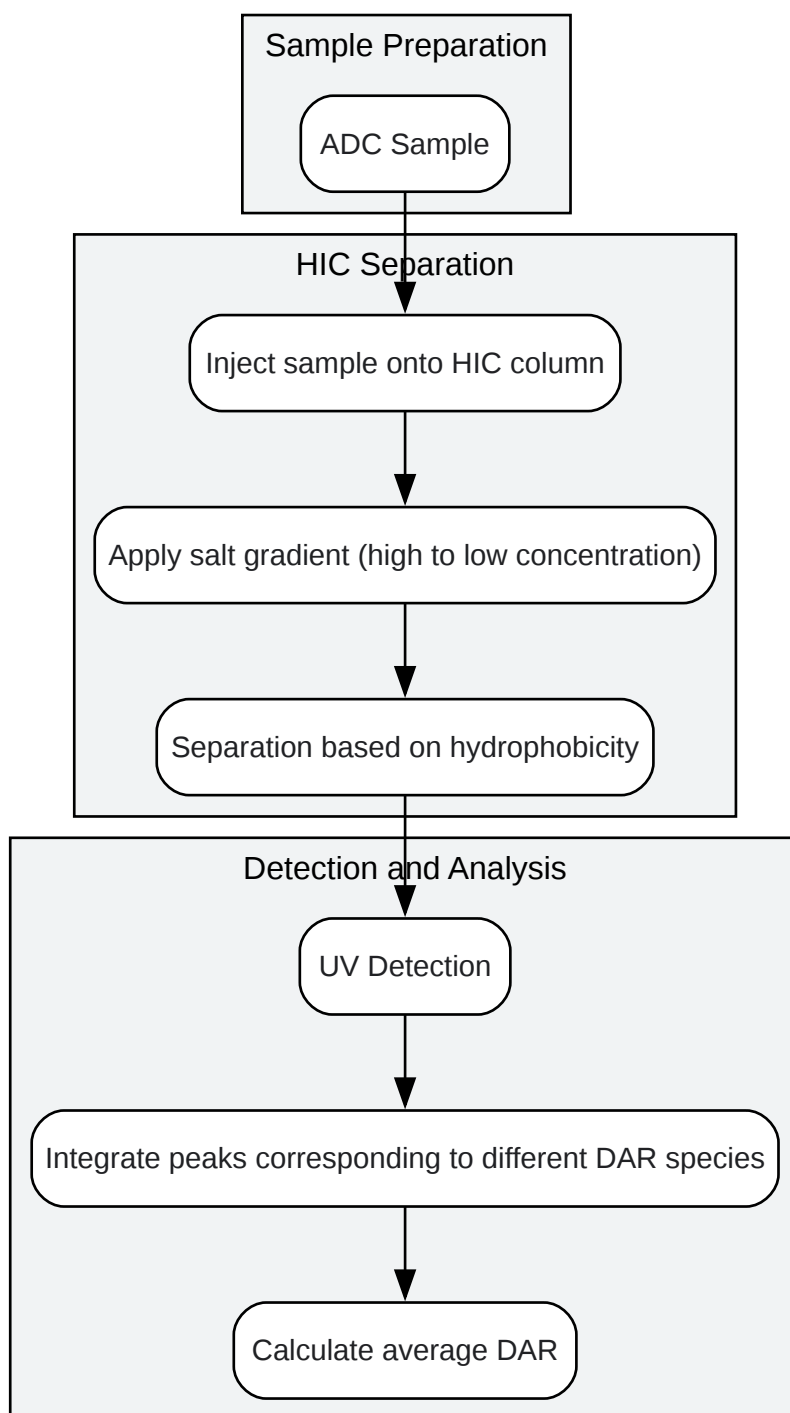 Sample Preparation
ADC Sample
HIC Separation
Inject sample onto HIC column
Apply salt gradient (high to low concentration)
Separation based on hydrophobicity
Detection and Analysis
UV Detection
Integrate peaks corresponding to different DAR species
Calculate average DAR